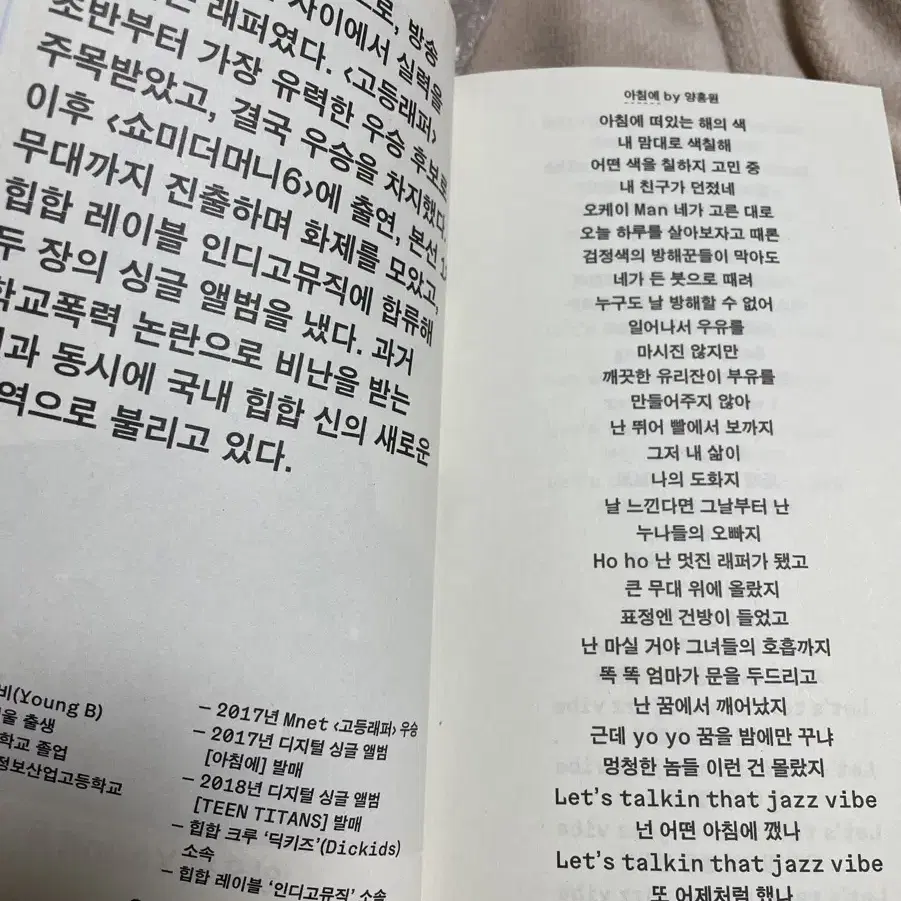 로, 방송
사이에서 실력을
래퍼였다. <고등래퍼>
초반부터 가장 유력한 우승 후보로
주목받았고, 결국 우승을 차지했다.
이후 <쇼미더머니6>에 출연, 본선
무대까지 진출하며 화제를 모았고,
힙합 레이블 인디고뮤직에 합류해
두 장의 싱글 앨범을 냈다. 과거
학교폭력 논란으로 비난을 받는
과 동시에 국내 힙합 신의 새로운
역으로 불리고 있다.
비(Young B)
울 출생
학교 졸업
정보산업고등학교
– 2017년 Mnet <고등래퍼> 우승
– 2017년 디지털 싱글 앨범
[아침에] 발매
– 2018년 디지털 싱글 앨범
[TEEN TITANS] 발매
– 힙합 크루 ‘딕키즈’(Dickids)
소속
– 힙합 레이블 ‘인디고뮤직’ 소속
아침에 by 양홍원
아침에 떠있는 해의 색
내 맘대로 색칠해
어떤 색을 칠하지 고민 중
내 친구가 던졌네
오케이 Man 네가 고른 대로
오늘 하루를 살아보자고 때론
검정색의 방해꾼들이 막아도
네가 든 붓으로 때려
누구도 날 방해할 수 없어
일어나서 우유를
마시진 않지만
깨끗한 유리잔이 부유를
만들어주지 않아
난 뛰어 빨에서 보까지
그저 내 삶이
나의 도화지
날 느낀다면 그날부터 난
누나들의 오빠지
Ho ho 난 멋진 래퍼가 됐고
큰 무대 위에 올랐지
표정엔 건방이 들었고
난 마실 거야 그녀들의 호흡까지
똑 똑 엄마가 문을 두드리고
난 꿈에서 깨어났지
근데 yo yo 꿈을 밤에만 꾸냐
멍청한 놈들 이런 건 몰랐지
Let’s talkin that jazz vibe
넌 어떤 아침에 깼나
Let’s talkin that jazz vibe
또 어제처럼 했나